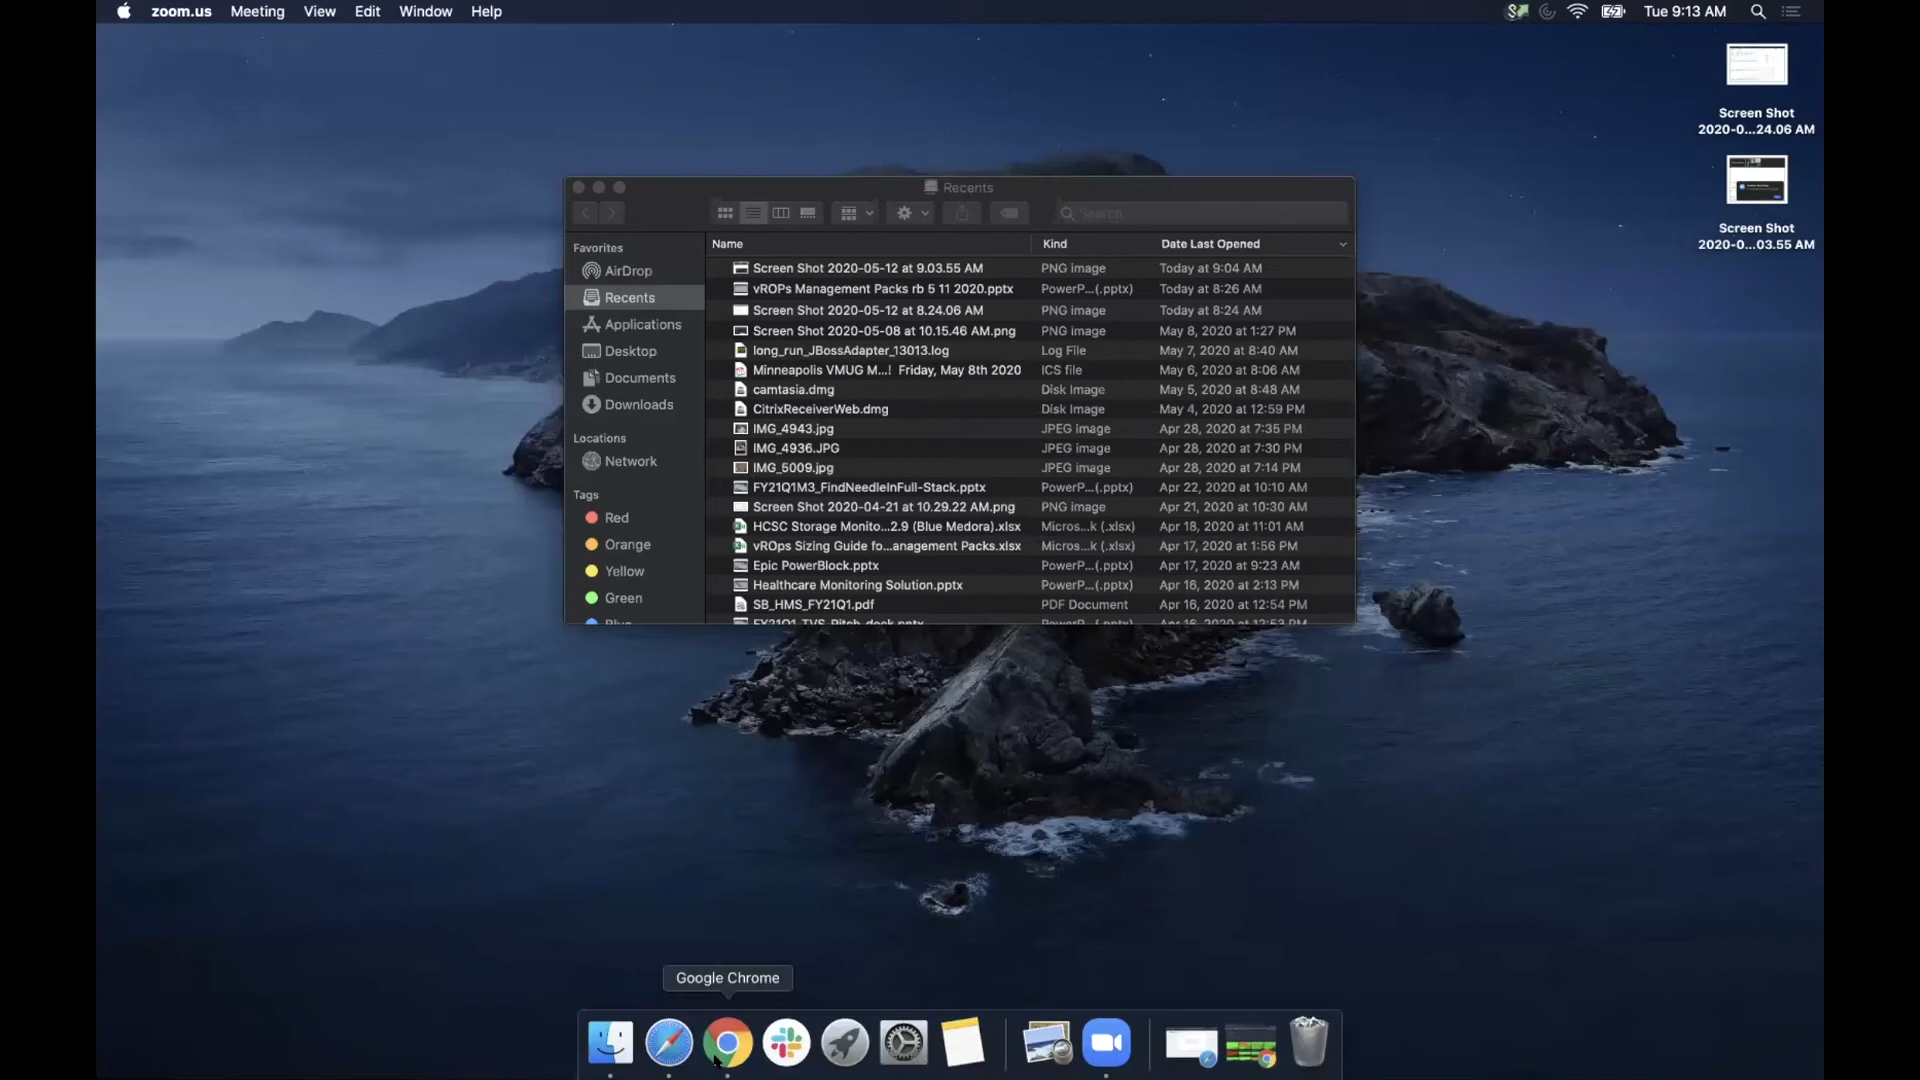 zoom.us Meeting View Edit Window Help
Tue 9:13 AM
Screen Shot
2020-0...24.06 AM
Screen Shot
2020-0...03.55 AM
Recents
Search
Favorites
AirDrop
Recents
Applications
Desktop
Documents
Downloads
Locations
Network
Tags
Red
Orange
Yellow
Green
Blue
Name Kind Date Last Opened
Screen Shot 2020-05-12 at 9.03.55 AM PNG image Today at 9:04 AM
vROPs Management Packs rb 5 11 2020.pptx PowerP...(.pptx) Today at 8:26 AM
Screen Shot 2020-05-12 at 8.24.06 AM PNG image Today at 8:24 AM
Screen Shot 2020-05-08 at 10.15.46 AM.png PNG image May 8, 2020 at 1:27 PM
long_run_JBossAdapter_13013.log Log File May 7, 2020 at 8:40 AM
Minneapolis VMUG M...! Friday, May 8th 2020 ICS file May 6, 2020 at 8:06 AM
camtasia.dmg Disk Image May 5, 2020 at 8:48 AM
CitrixReceiverWeb.dmg Disk Image May 4, 2020 at 12:59 PM
IMG_4943.jpg JPEG image Apr 28, 2020 at 7:35 PM
IMG_4936.JPG JPEG image Apr 28, 2020 at 7:30 PM
IMG_5009.jpg JPEG image Apr 28, 2020 at 7:14 PM
FY21Q1M3_FindNeedleInFull-Stack.pptx PowerP...(.pptx) Apr 22, 2020 at 10:10 AM
Screen Shot 2020-04-21 at 10.29.22 AM.png PNG image Apr 21, 2020 at 10:30 AM
HCSC Storage Monito...2.9 (Blue Medora).xlsx Micros...k (.xlsx) Apr 18, 2020 at 11:01 AM
vROps Sizing Guide fo...anagement Packs.xlsx Micros...k (.xlsx) Apr 17, 2020 at 1:56 PM
Epic PowerBlock.pptx PowerP...(.pptx) Apr 17, 2020 at 9:23 AM
Healthcare Monitoring Solution.pptx PowerP...(.pptx) Apr 16, 2020 at 2:13 PM
SB_HMS_FY21Q1.pdf PDF Document Apr 16, 2020 at 12:54 PM
FY21Q1_TVS_Pitch_deck.pptx PowerP...(.pptx) Apr 16, 2020 at 12:53 PM
Google Chrome